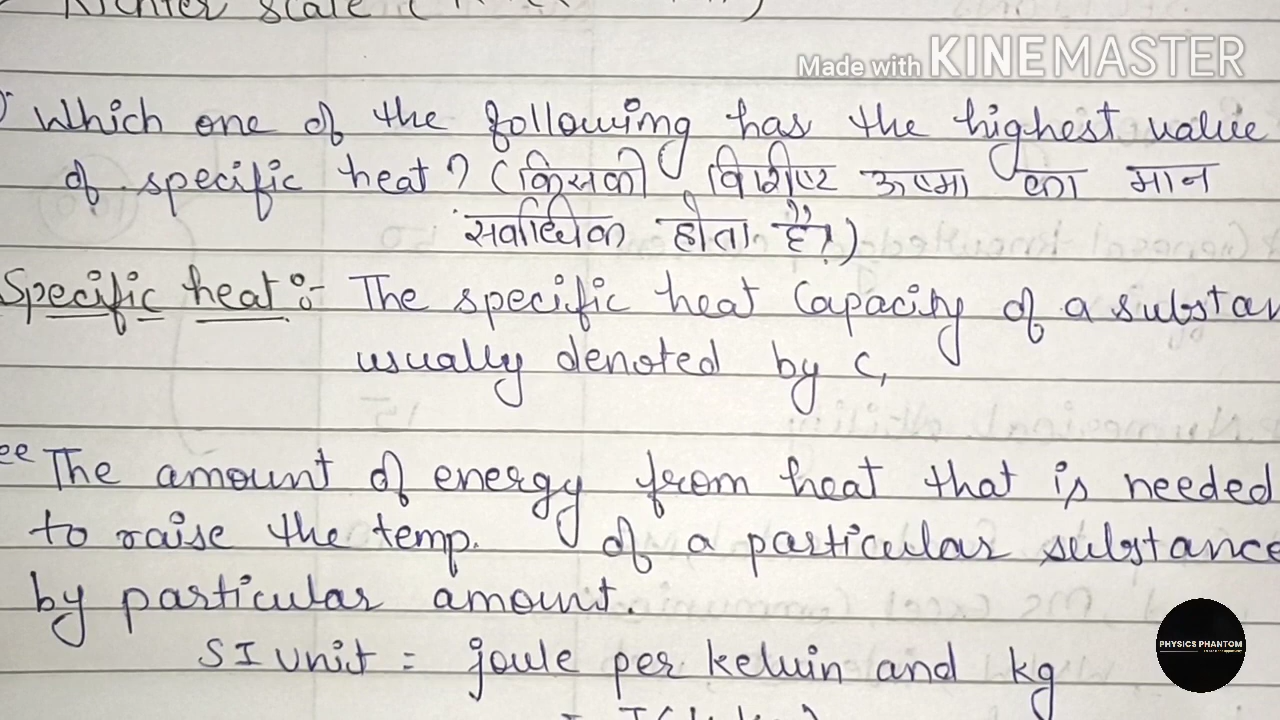 Richter scale (
Made with KINEMASTER
Which one of the following has the highest value
of specific heat? (किसकी विशिष्ट ऊष्मा का मान
सर्वाधिक होता है?)
Specific heat :- The specific heat Capacity of a substan
usually denoted by c,
"The amount of energy from heat that is needed
to raise the temp. of a particular substance
by particular amount.
SI unit = joule per kelvin and kg
PHYSICS PHANTOM